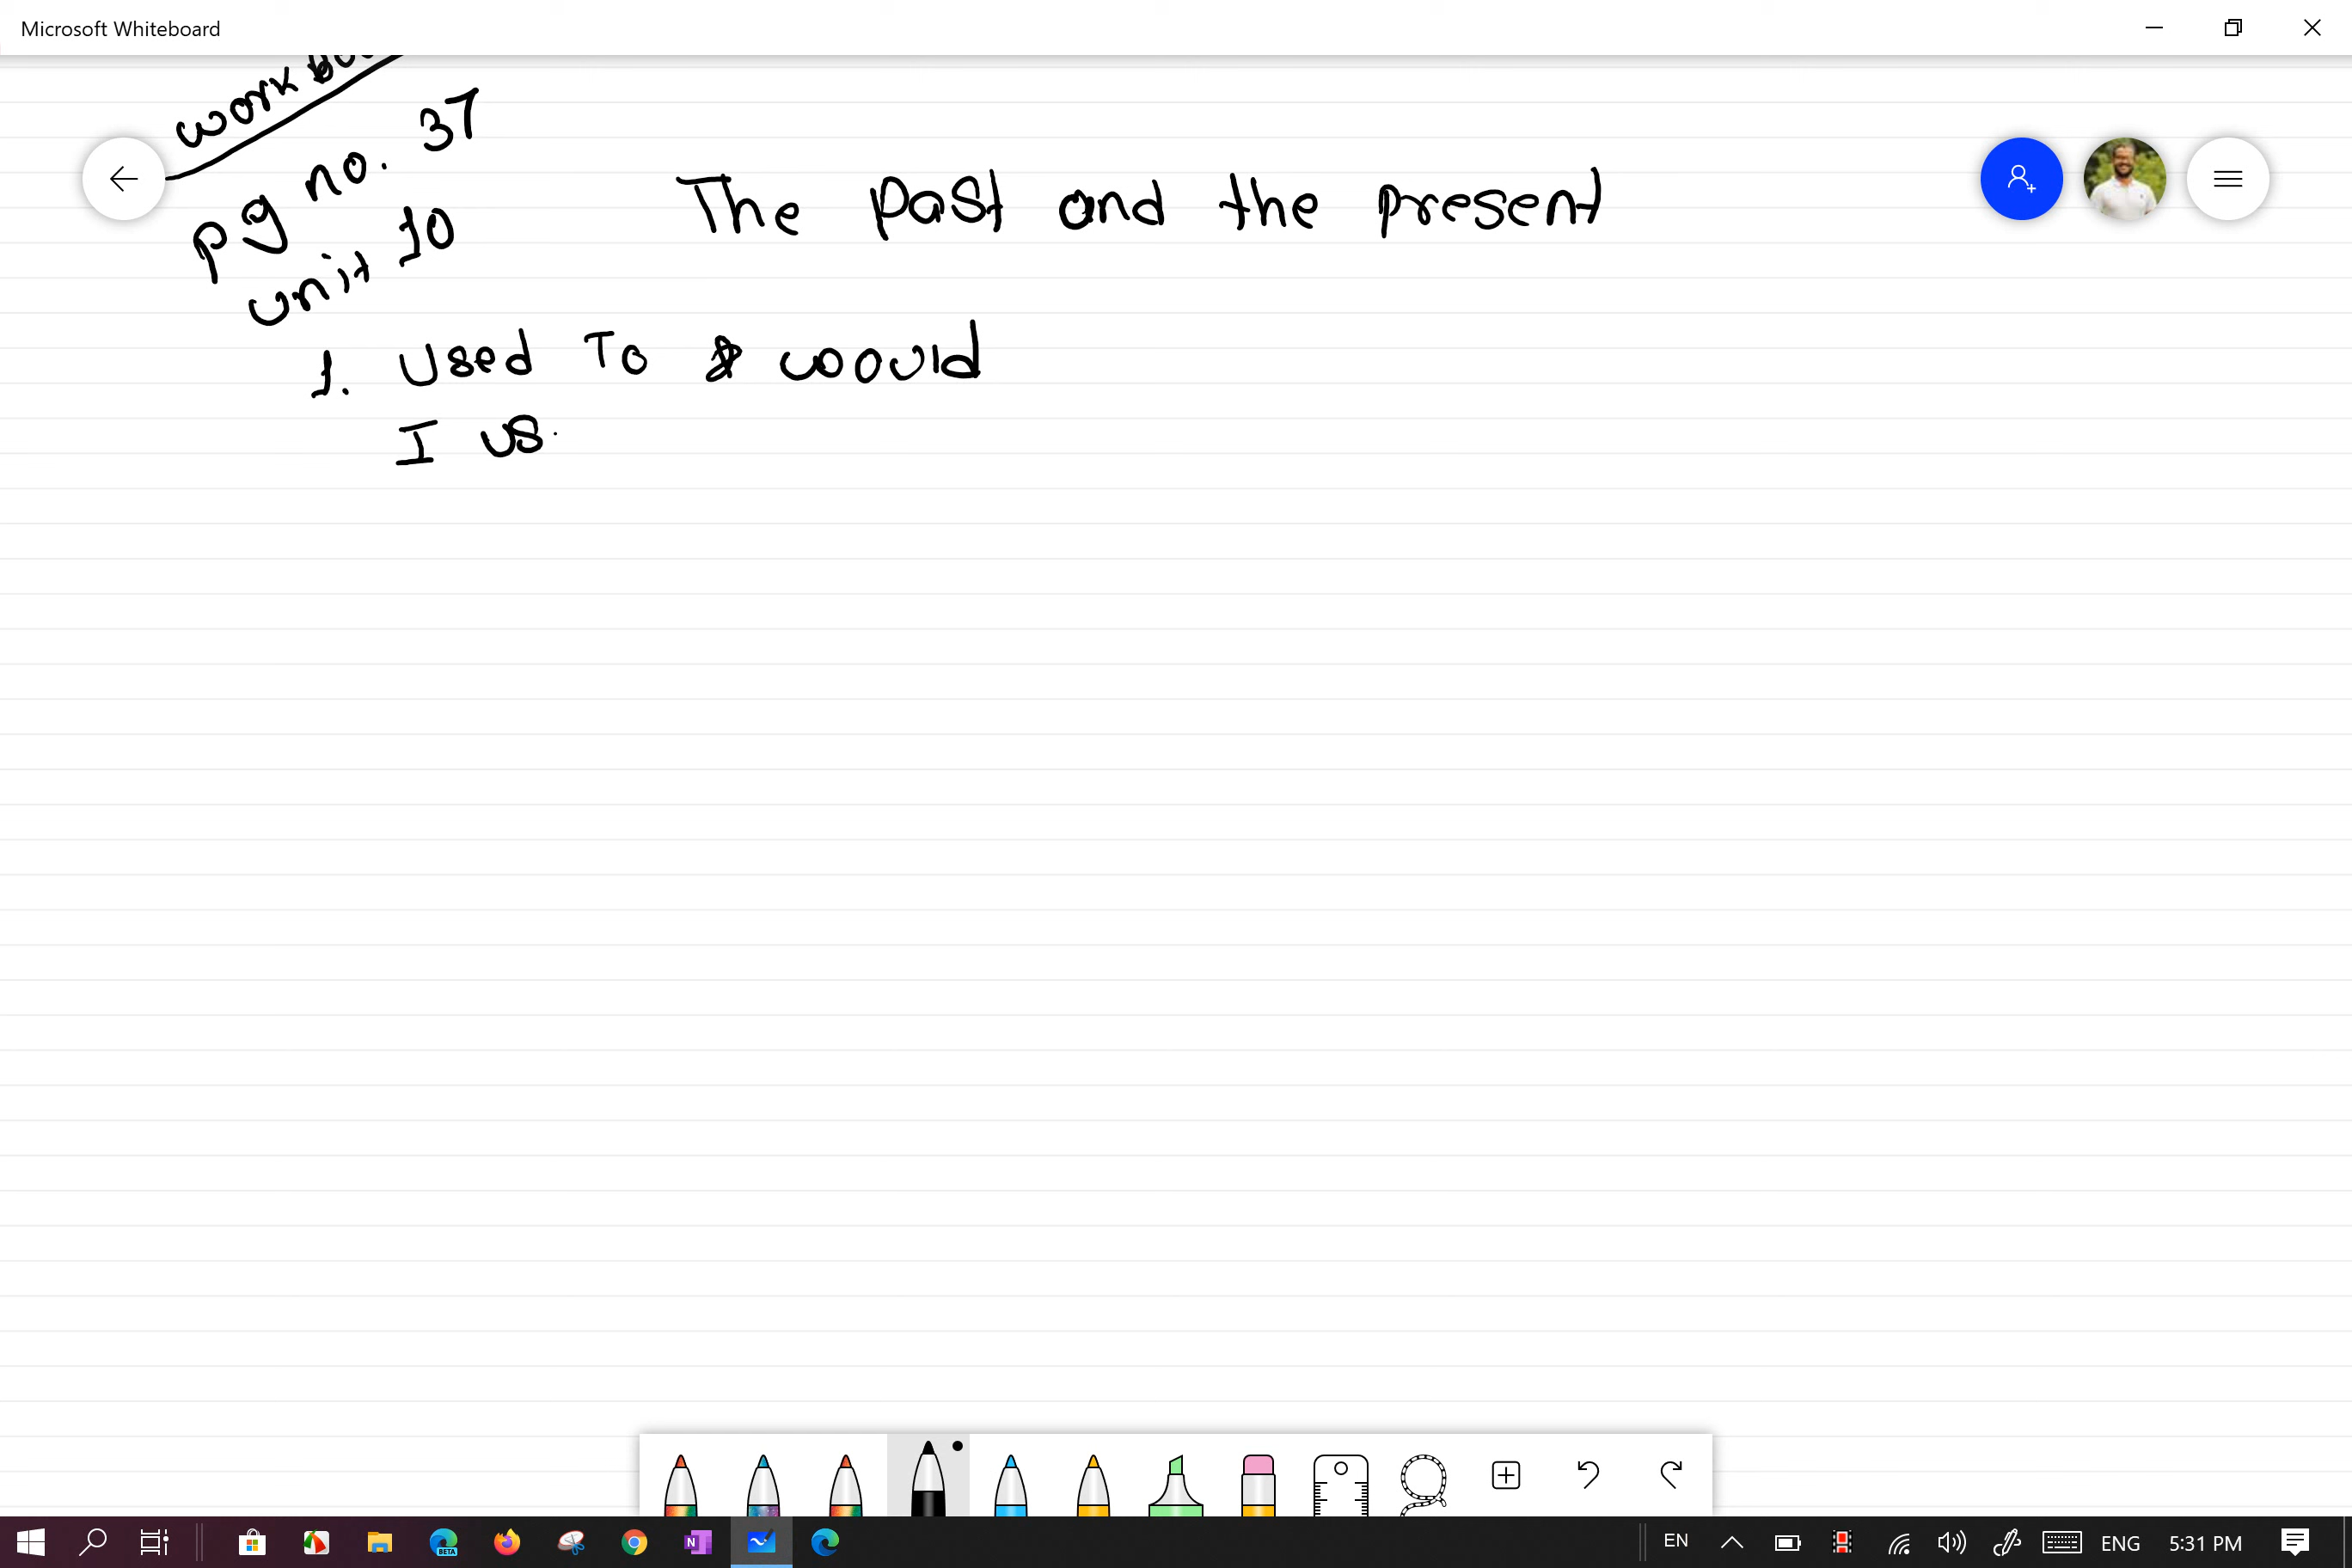 Microsoft Whiteboard
work
pg no. 37
unit 10
The past and the present
1. Used To & would
I us
BETA
N
EN
ENG
5:31 PM